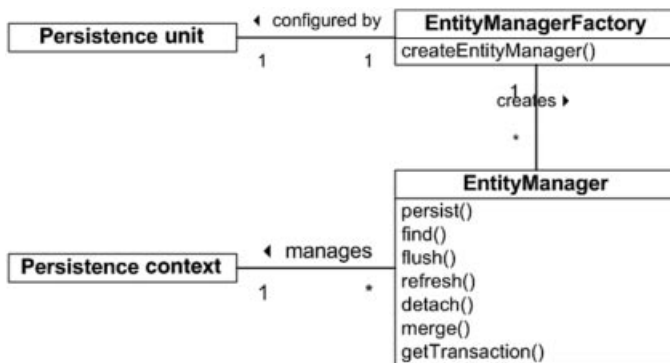 ◄ configured by
EntityManagerFactory
Persistence unit
createEntityManager()
1
1
1
creates ►
*
EntityManager
persist()
find()
◄ manages
flush()
Persistence context
refresh()
1
*
detach()
merge()
getTransaction()